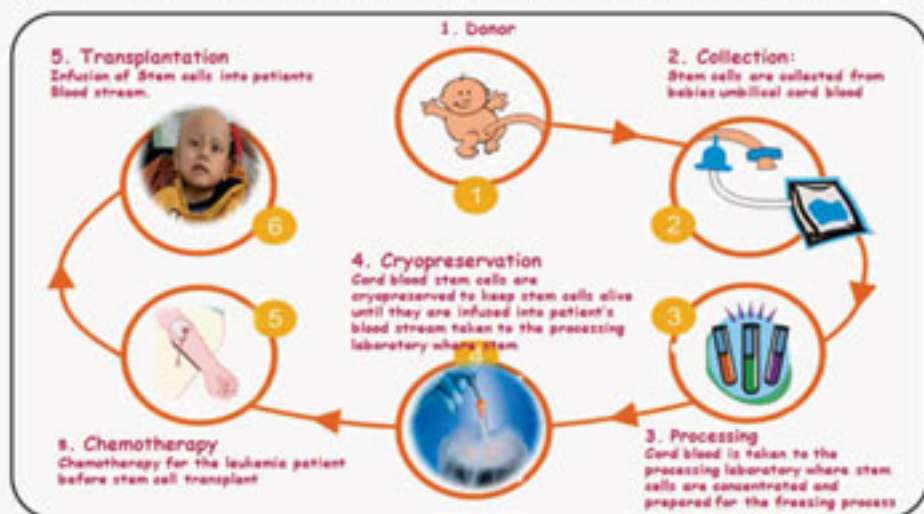 1. Donor
1
2. Collection:
Stem cells are collected from
babies umbilical cord blood
2
3
3. Processing
Cord blood is taken to the
processing laboratory where stem
cells are concentrated and
prepared for the freezing process
4. Cryopreservation
Cord blood stem cells are
cryopreserved to keep stem cells alive
until they are infused into patient's
blood stream taken to the processing
laboratory where stem
4
5
s. Chemotherapy
Chemotherapy for the leukemia patient
before stem cell transplant
5. Transplantation
Infusion of Stem cells into patients
Blood stream.
6